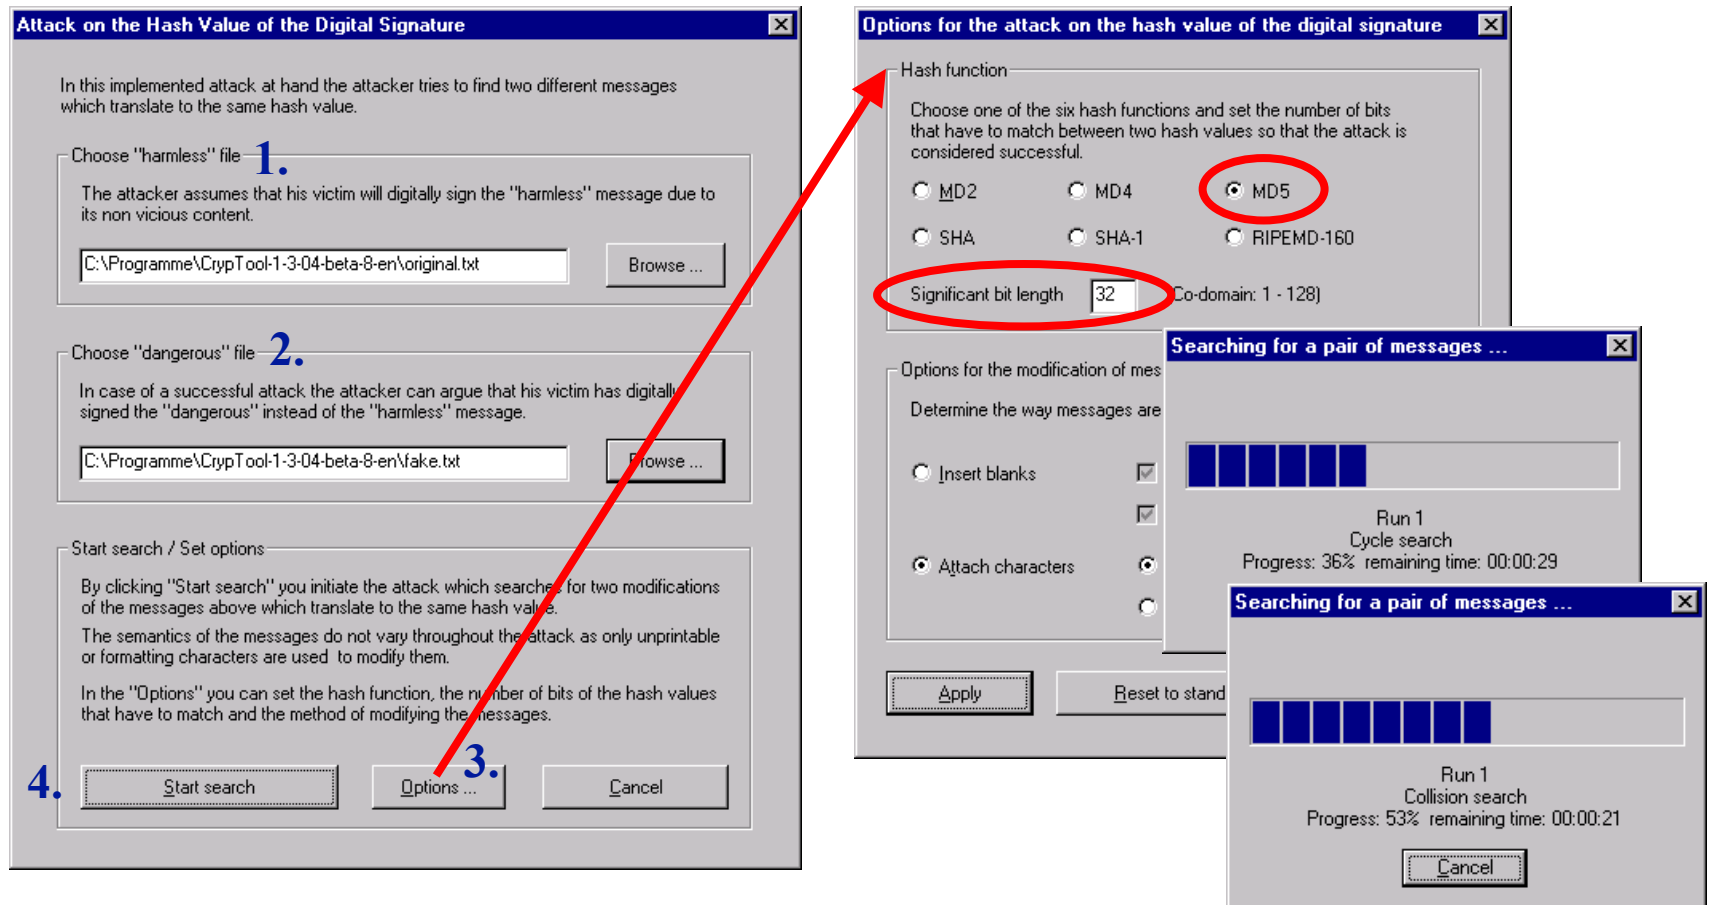 Attack on the Hash Value of the Digital Signature
In this implemented attack at hand the attacker tries to find two different messages
which translate to the same hash value.
Choose "harmless" file
1.
The attacker assumes that his victim will digitally sign the "harmless" message due to
its non vicious content.
C:\Programme\CrypTool-1-3-04-beta-8-en\original.txt
Browse ...
Choose "dangerous" file
2.
In case of a successful attack the attacker can argue that his victim has digitally
signed the "dangerous" instead of the "harmless" message.
C:\Programme\CrypTool-1-3-04-beta-8-en\fake.txt
Browse ...
Start search / Set options
By clicking "Start search" you initiate the attack which searches for two modifications
of the messages above which translate to the same hash value.
The semantics of the messages do not vary throughout the attack as only unprintable
or formatting characters are used to modify them.
In the "Options" you can set the hash function, the number of bits of the hash values
that have to match and the method of modifying the messages.
3.
4.
Start search
Options ...
Cancel
Options for the attack on the hash value of the digital signature
Hash function
Choose one of the six hash functions and set the number of bits
that have to match between two hash values so that the attack is
considered successful.
MD2
MD4
MD5
SHA
SHA-1
RIPEMD-160
Significant bit length
32
Co-domain: 1 - 128)
Options for the modification of mes
Determine the way messages are
Insert blanks
Attach characters
Apply
Reset to stand
Searching for a pair of messages ...
Run 1
Cycle search
Progress: 36% remaining time: 00:00:29
Searching for a pair of messages ...
Run 1
Collision search
Progress: 53% remaining time: 00:00:21
Cancel